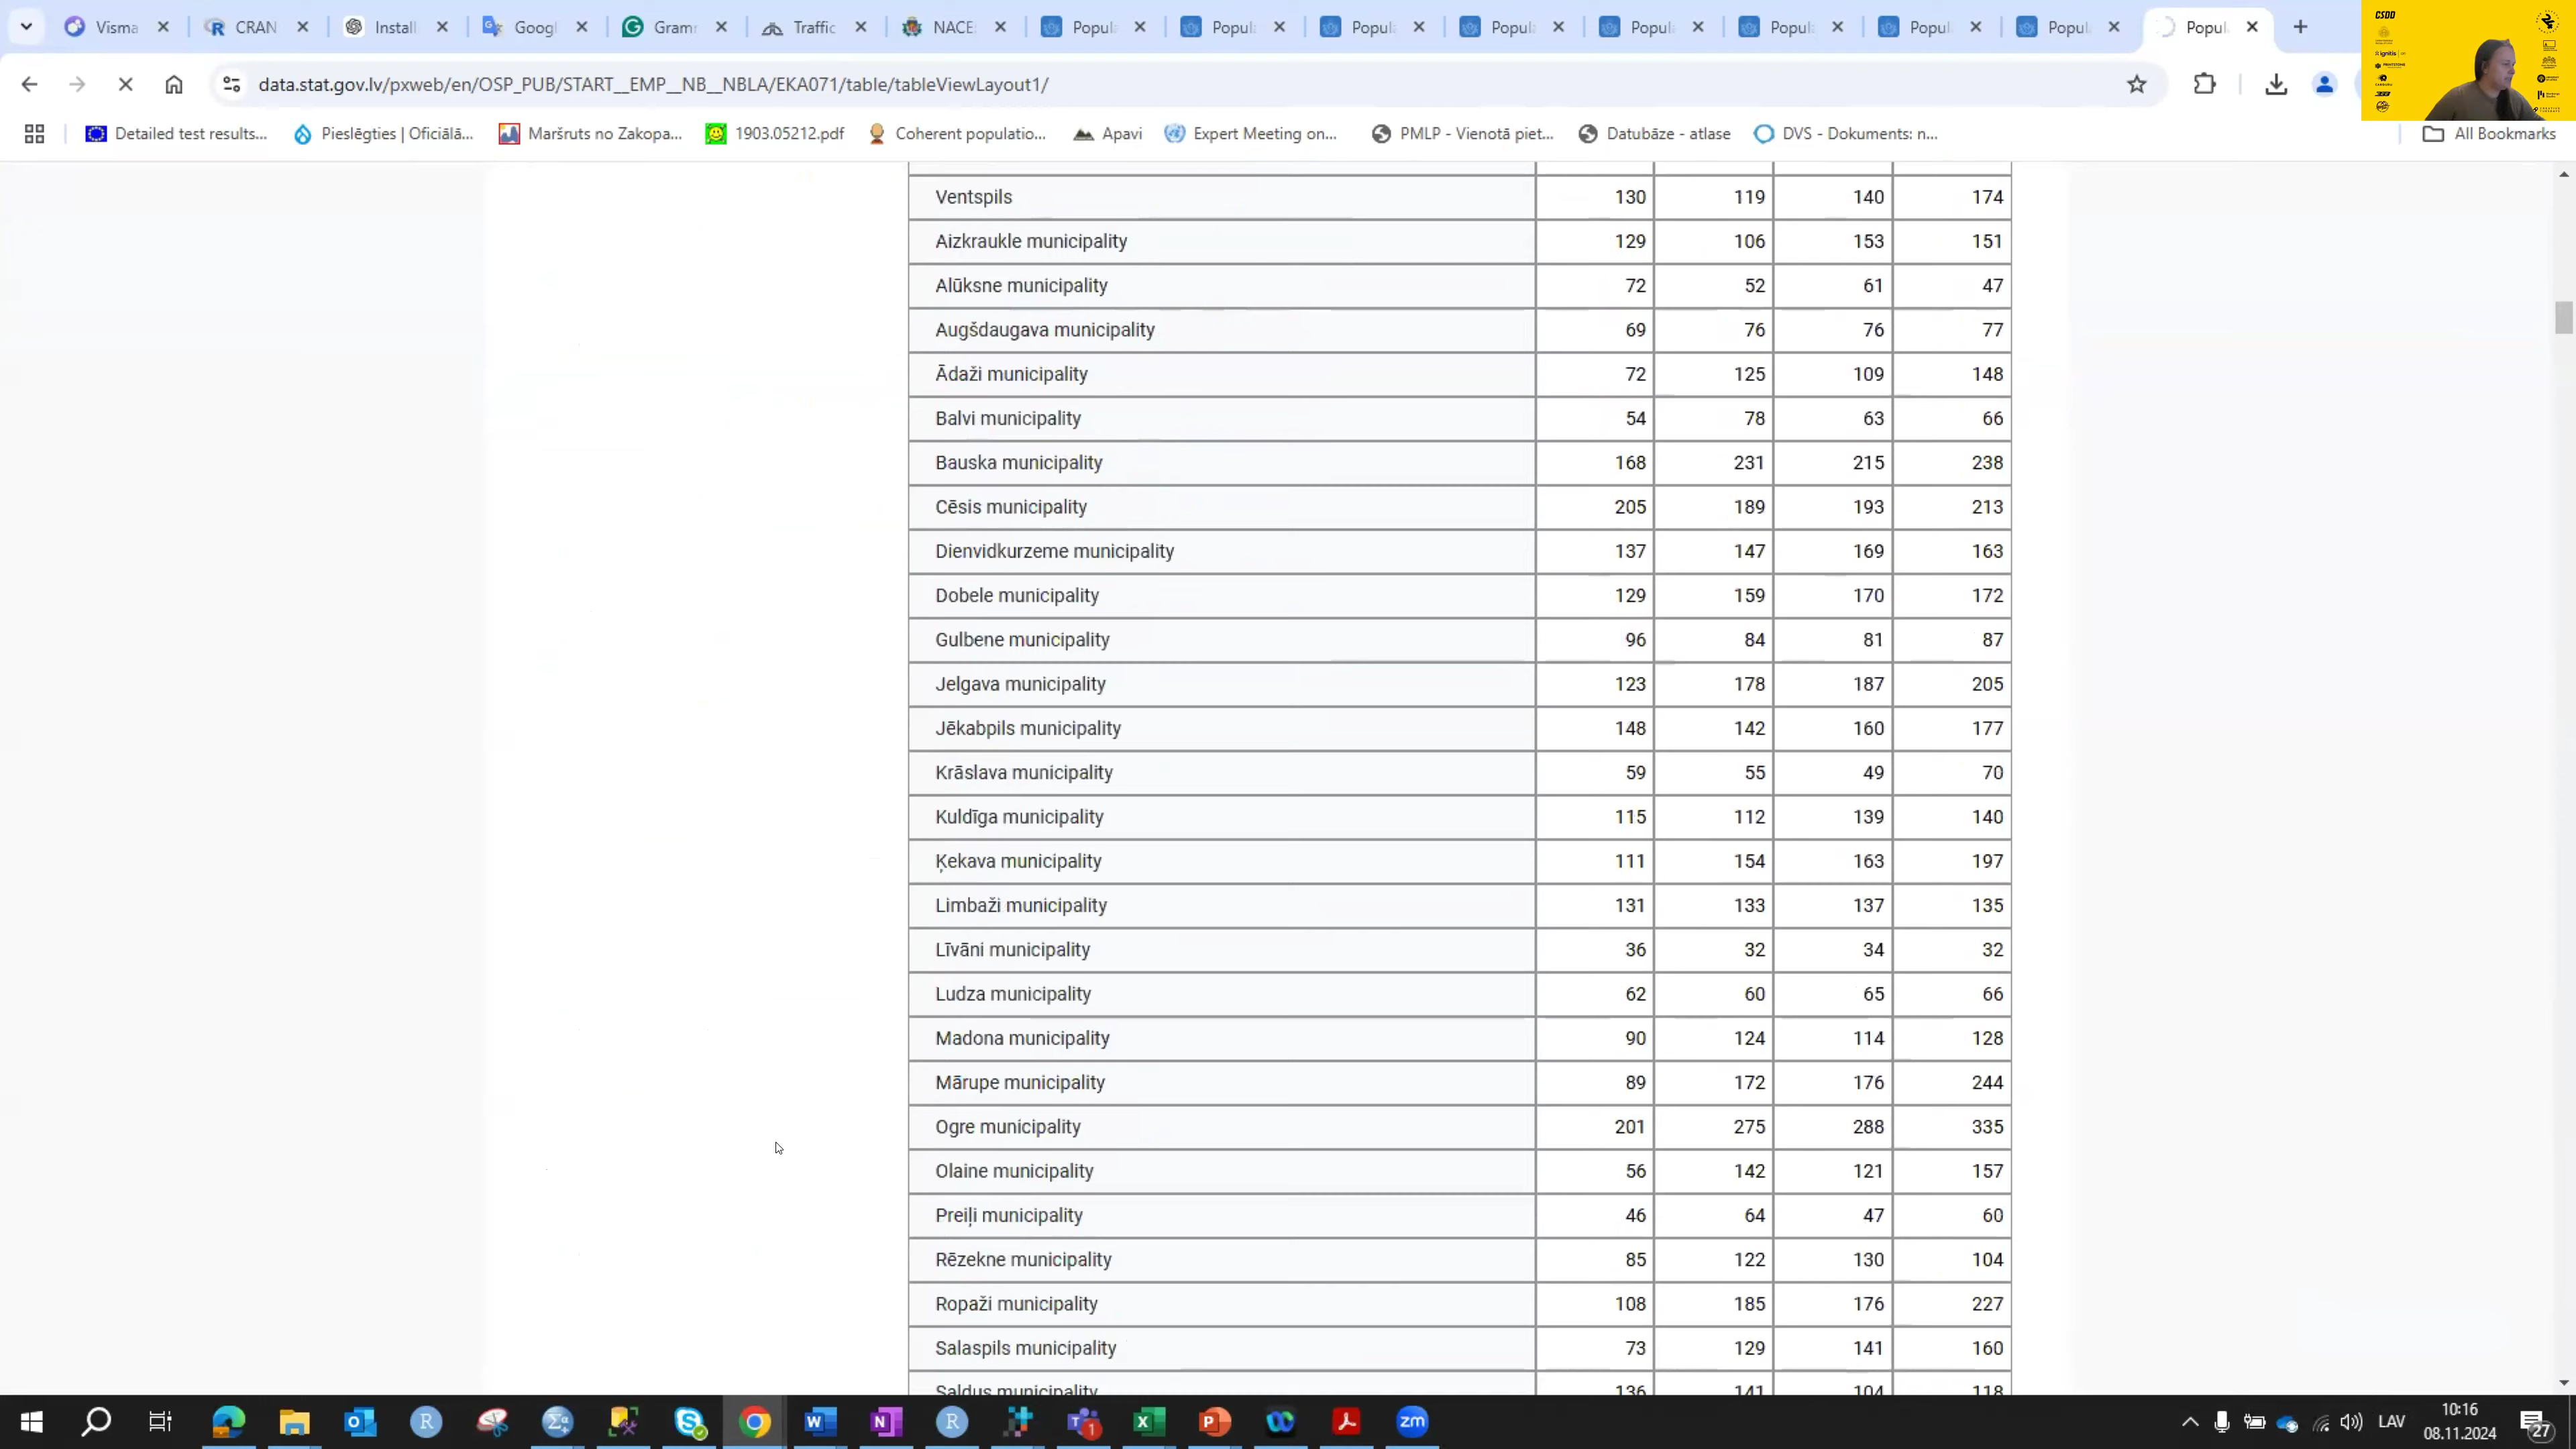 Visma CRAN Install Googl Gramr Traffic NACE Popul Popul Popul Popul Popul Popul Popul Popul Popul
data.stat.gov.lv/pxweb/en/OSP_PUB/START__EMP__NB__NBLA/EKA071/table/tableViewLayout1/
CSDD
ignitis
Detailed test results... Pieslēgties | Oficiālā... Maršruts no Zakopa... 1903.05212.pdf Coherent populatio... Apavi Expert Meeting on... PMLP - Vienotā piet... Datubāze - atlase DVS - Dokuments: n... All Bookmarks
Ventspils 130 119 140 174
Aizkraukle municipality 129 106 153 151
Alūksne municipality 72 52 61 47
Augšdaugava municipality 69 76 76 77
Ādaži municipality 72 125 109 148
Balvi municipality 54 78 63 66
Bauska municipality 168 231 215 238
Cēsis municipality 205 189 193 213
Dienvidkurzeme municipality 137 147 169 163
Dobele municipality 129 159 170 172
Gulbene municipality 96 84 81 87
Jelgava municipality 123 178 187 205
Jēkabpils municipality 148 142 160 177
Krāslava municipality 59 55 49 70
Kuldīga municipality 115 112 139 140
Ķekava municipality 111 154 163 197
Limbaži municipality 131 133 137 135
Līvāni municipality 36 32 34 32
Ludza municipality 62 60 65 66
Madona municipality 90 124 114 128
Mārupe municipality 89 172 176 244
Ogre municipality 201 275 288 335
Olaine municipality 56 142 121 157
Preiļi municipality 46 64 47 60
Rēzekne municipality 85 122 130 104
Ropaži municipality 108 185 176 227
Salaspils municipality 73 129 141 160
Saldus municipality 136 141 104 118
zm
LAV
10:16
08.11.2024
27